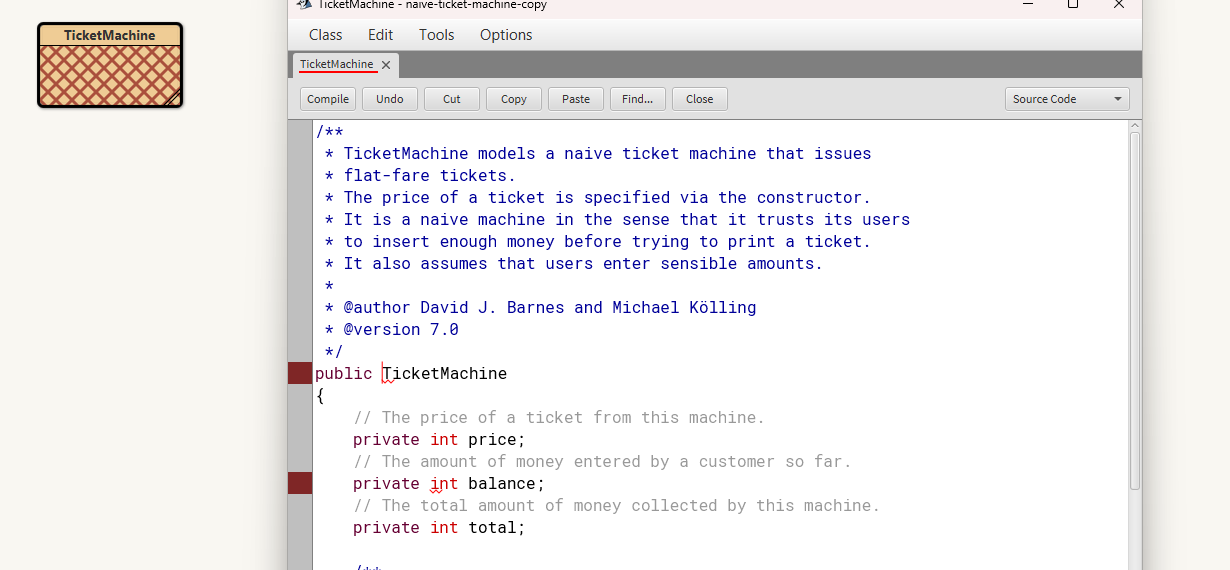 TicketMachine
TicketMachine - naive-ticket-machine-copy
Class Edit Tools Options
TicketMachine
Compile Undo Cut Copy Paste Find... Close Source Code
/**
 * TicketMachine models a naive ticket machine that issues
 * flat-fare tickets.
 * The price of a ticket is specified via the constructor.
 * It is a naive machine in the sense that it trusts its users
 * to insert enough money before trying to print a ticket.
 * It also assumes that users enter sensible amounts.
 *
 * @author David J. Barnes and Michael Kölling
 * @version 7.0
 */
public TicketMachine
{
    // The price of a ticket from this machine.
    private int price;
    // The amount of money entered by a customer so far.
    private int balance;
    // The total amount of money collected by this machine.
    private int total;
    /**